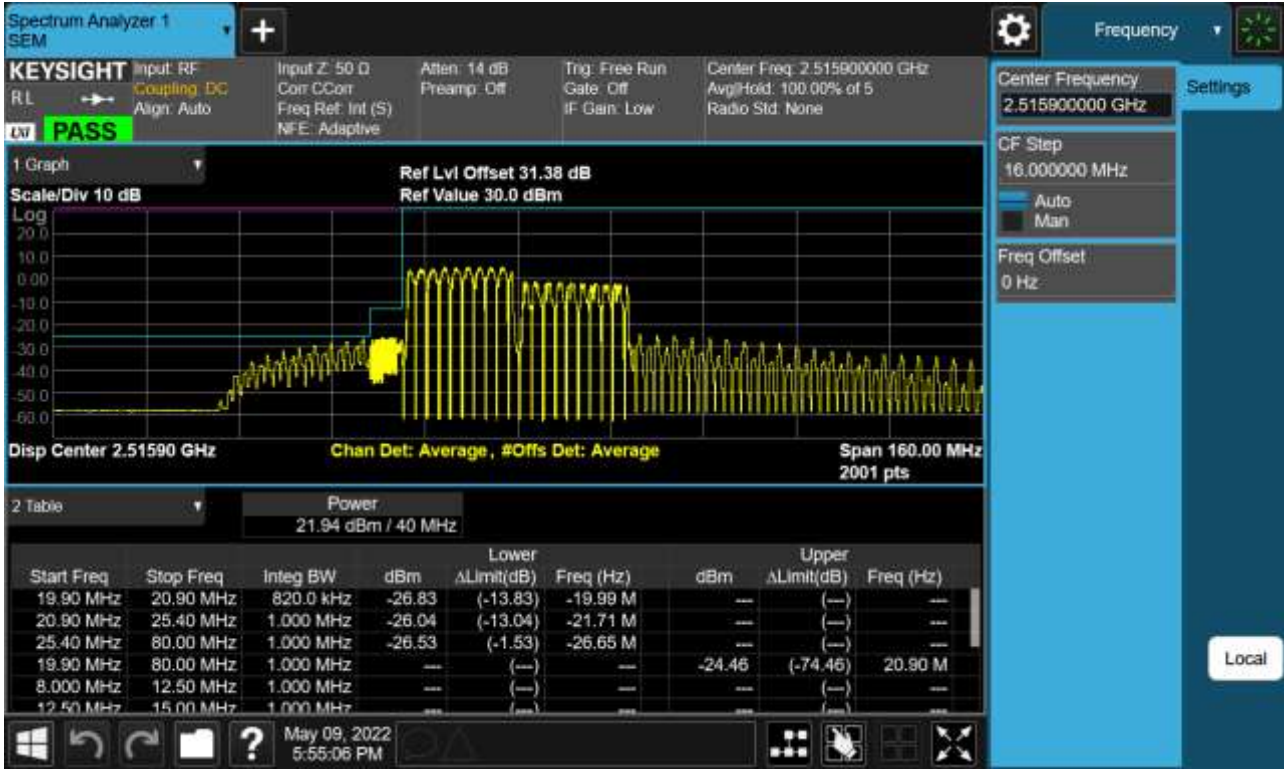 Spectrum Analyzer 1
SEM
Frequency
KEYSIGHT
RL
LXI
PASS
Input: RF
Coupling: DC
Align: Auto
Input Z: 50 Ω
Corr CCorr
Freq Ref: Int (S)
NFE: Adaptive
Atten: 14 dB
Preamp: Off
Trig: Free Run
Gate: Off
IF Gain: Low
Center Freq: 2.515900000 GHz
Avg|Hold: 100.00% of 5
Radio Std: None
Center Frequency
2.515900000 GHz
Settings
CF Step
16.000000 MHz
Auto
Man
Freq Offset
0 Hz
1 Graph
Scale/Div 10 dB
Ref Lvl Offset 31.38 dB
Ref Value 30.0 dBm
Log
20.0
10.0
0.00
-10.0
-20.0
-30.0
-40.0
-50.0
-60.0
Disp Center 2.51590 GHz
Chan Det: Average, #Offs Det: Average
Span 160.00 MHz
2001 pts
2 Table
Power
21.94 dBm / 40 MHz
Lower Upper
Start Freq Stop Freq Integ BW dBm ΔLimit(dB) Freq (Hz) dBm ΔLimit(dB) Freq (Hz)
19.90 MHz 20.90 MHz 820.0 kHz -26.83 (-13.83) -19.99 M --- (---) ---
20.90 MHz 25.40 MHz 1.000 MHz -26.04 (-13.04) -21.71 M --- (---) ---
25.40 MHz 80.00 MHz 1.000 MHz -26.53 (-1.53) -26.65 M --- (---) ---
19.90 MHz 80.00 MHz 1.000 MHz --- (---) --- -24.46 (-74.46) 20.90 M
8.000 MHz 12.50 MHz 1.000 MHz --- (---) --- --- (---) ---
12.50 MHz 15.00 MHz 1.000 MHz --- (---) --- --- (---) ---
Local
?
May 09, 2022
5:55:06 PM